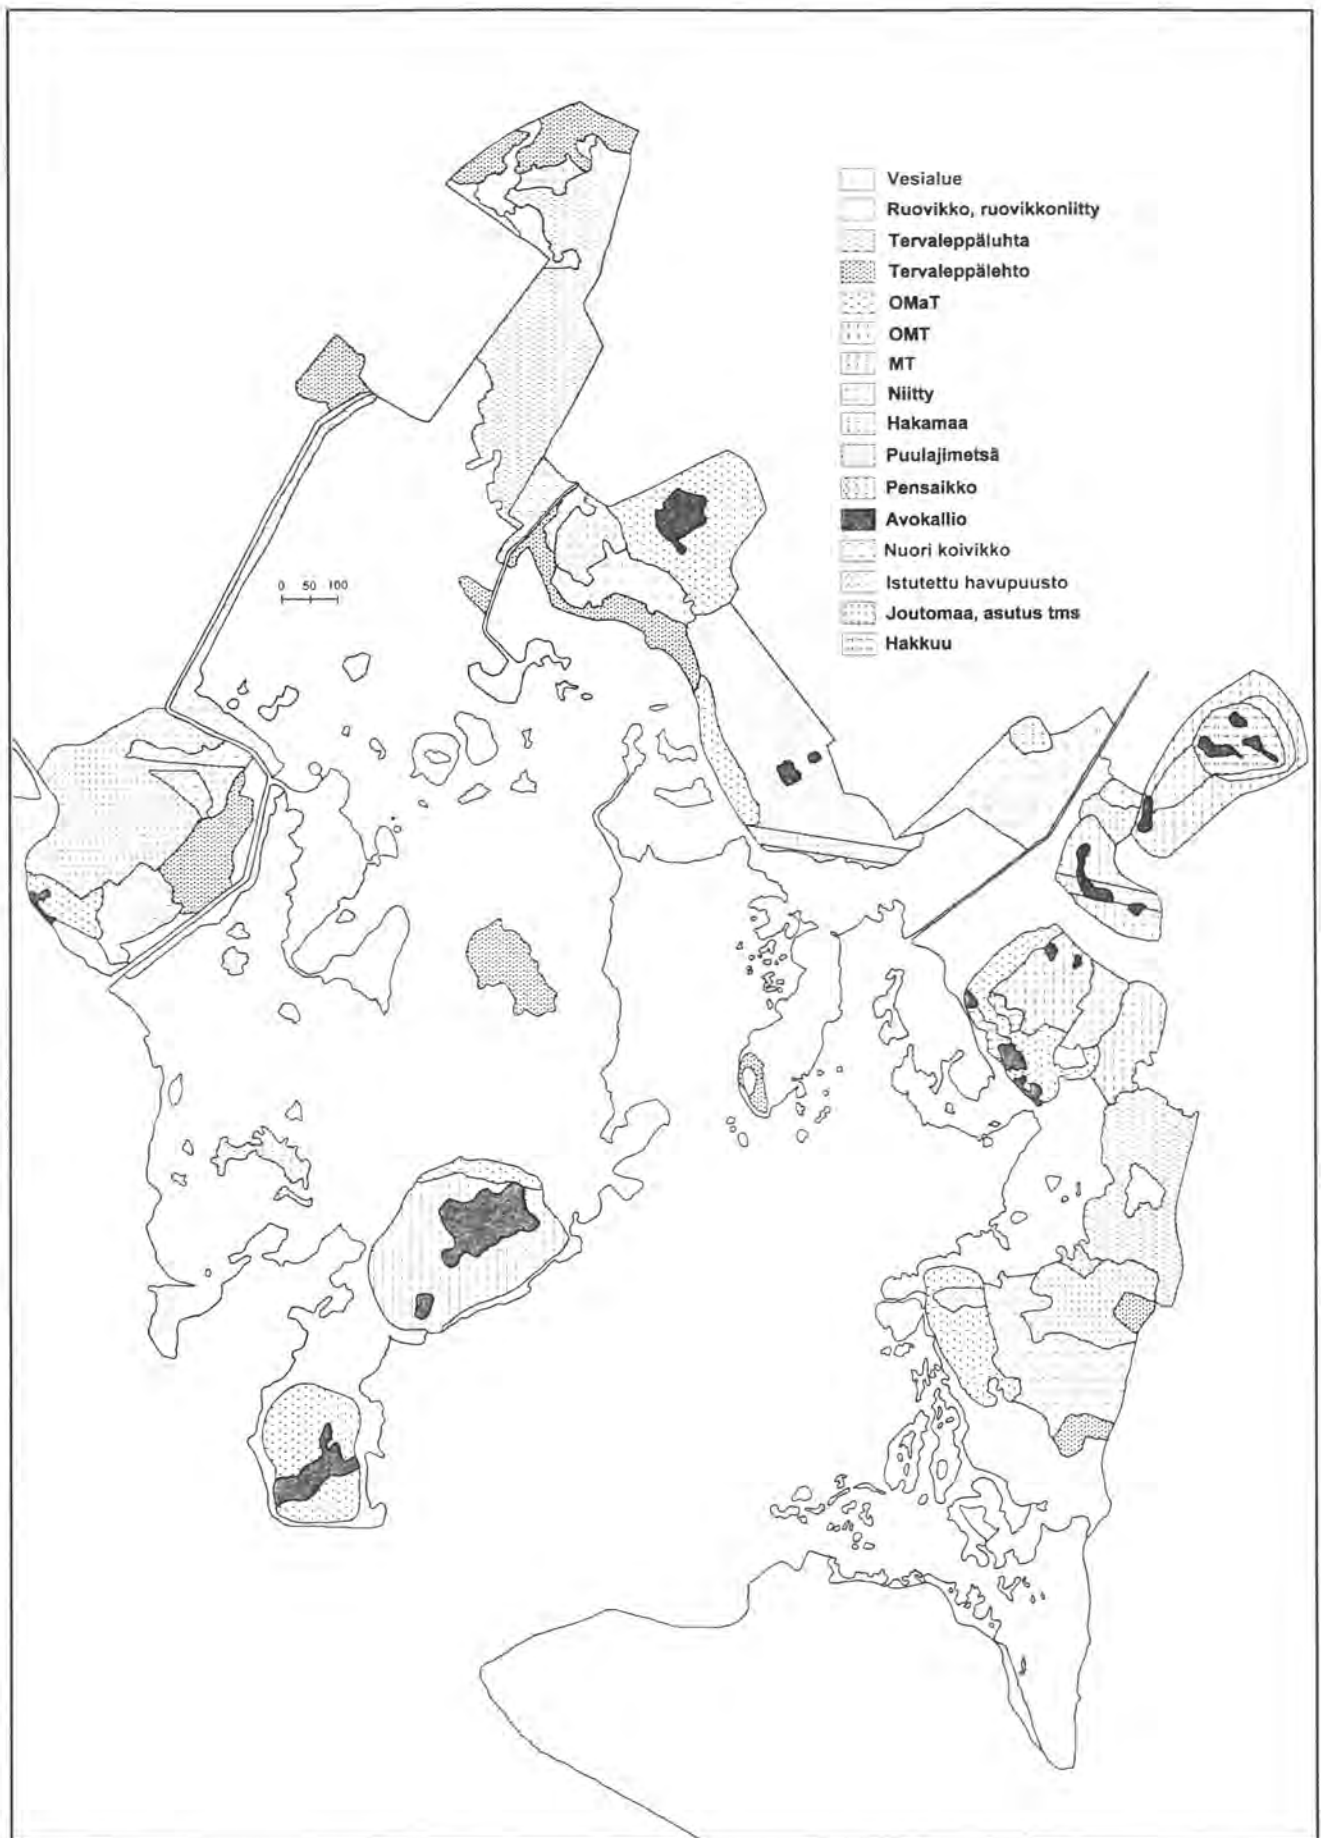 Vesialue
Ruovikko, ruovikkoniitty
Tervaleppäluhta
Tervaleppälehto
OMaT
OMT
MT
Niitty
Hakamaa
Puulajimetsä
Pensaikko
Avokallio
Nuori koivikko
Istutettu havupuusto
Joutomaa, asutus tms
Hakkuu
0 50 100